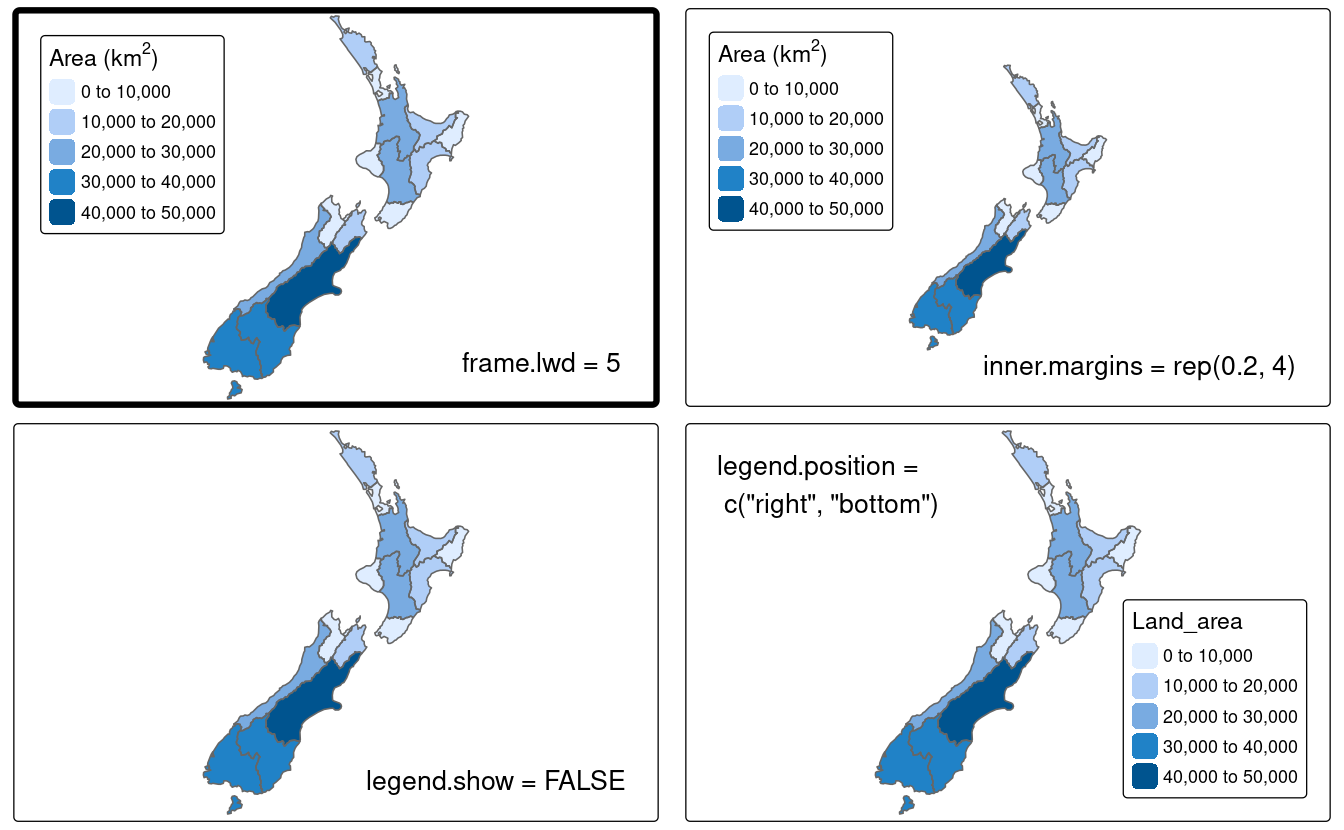 Area (km²)
0 to 10,000
10,000 to 20,000
20,000 to 30,000
30,000 to 40,000
40,000 to 50,000
frame.lwd = 5
Area (km²)
0 to 10,000
10,000 to 20,000
20,000 to 30,000
30,000 to 40,000
40,000 to 50,000
inner.margins = rep(0.2, 4)
legend.show = FALSE
legend.position =
c("right", "bottom")
Land_area
0 to 10,000
10,000 to 20,000
20,000 to 30,000
30,000 to 40,000
40,000 to 50,000